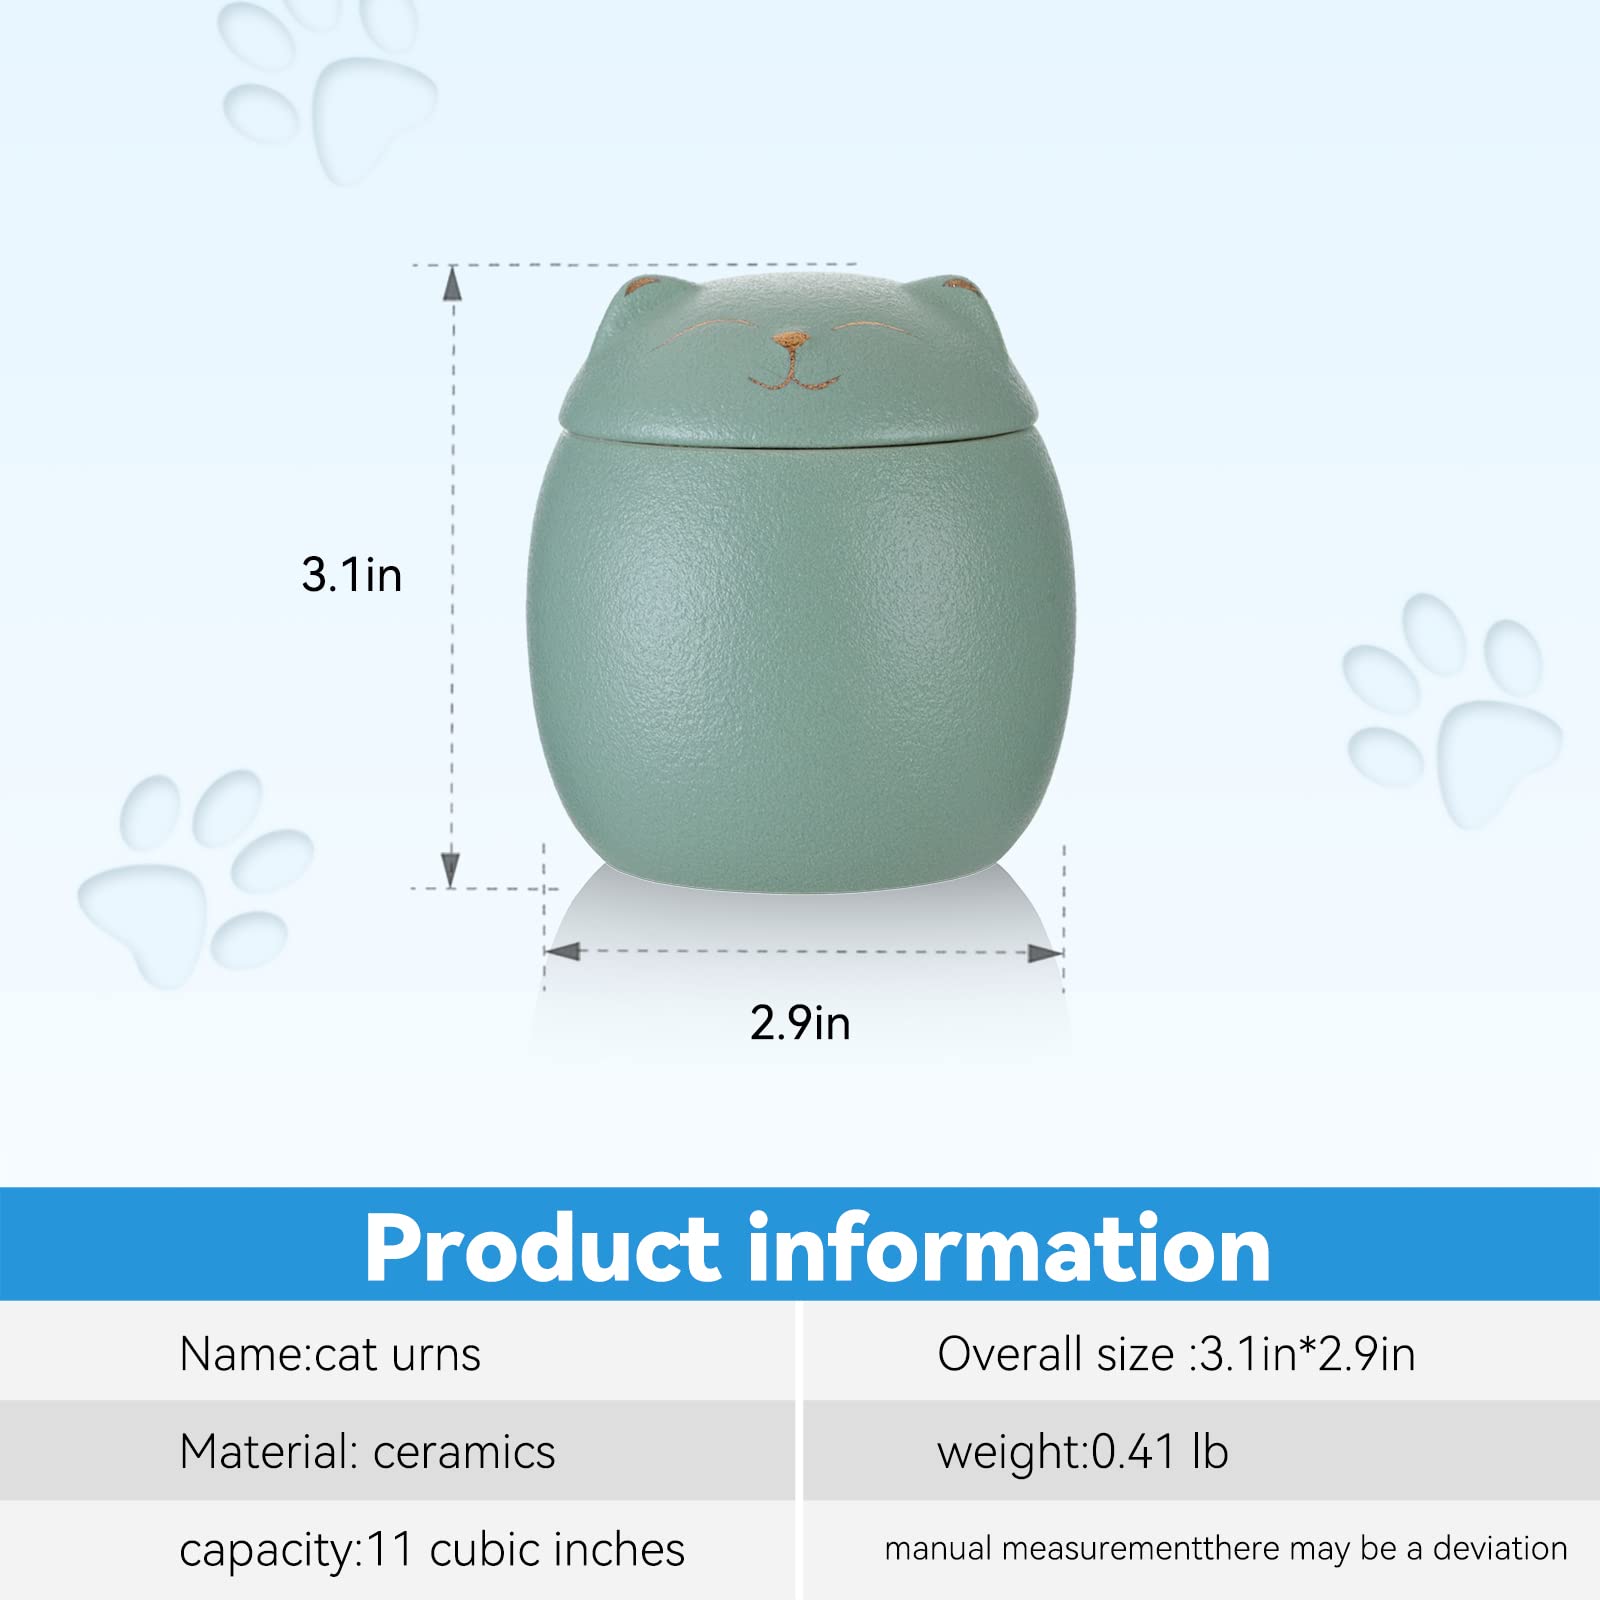 3.1in
2.9in
Product information
Name:cat urns
Overall size :3.1in*2.9in
Material: ceramics
weight:0.41 lb
capacity:11 cubic inches
manual measurementthere may be a deviation